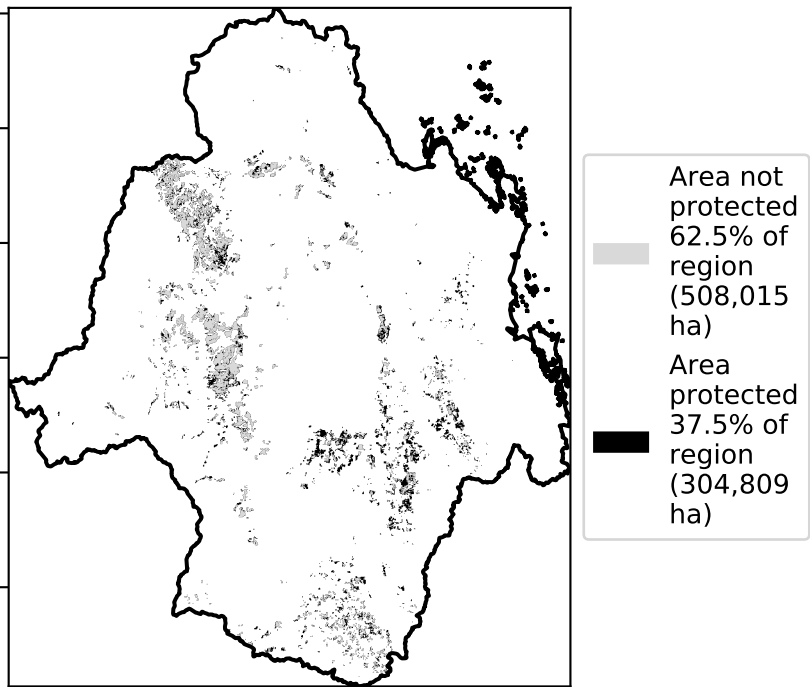 Area not
protected
62.5% of
region
(508,015
ha)
Area
protected
37.5% of
region
(304,809
ha)